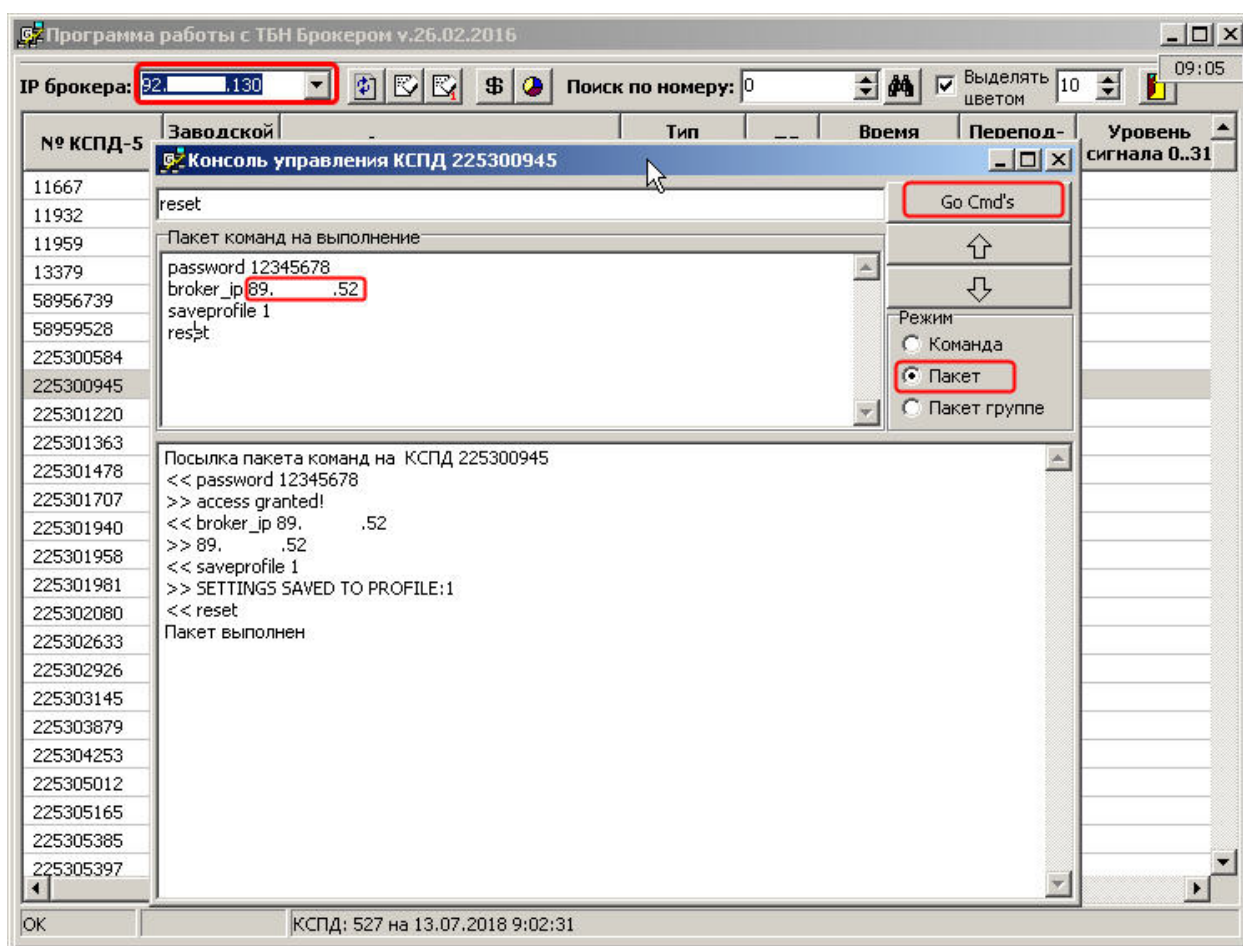 Программа работы с ТБН Брокером v.26.02.2016
IP брокера: 92. .130 $ Поиск по номеру: 0 Выделять цветом 10 09:05
№ КСПД-5 Заводской Тип Время Перепод- Уровень сигнала 0..31
Консоль управления КСПД 225300945
reset
Go Cmd's
Пакет команд на выполнение
password 12345678
broker_ip 89. .52
saveprofile 1
reset
Режим
Команда
Пакет
Пакет группе
Посылка пакета команд на КСПД 225300945
<< password 12345678
>> access granted!
<< broker_ip 89. .52
>> 89. .52
<< saveprofile 1
>> SETTINGS SAVED TO PROFILE:1
<< reset
Пакет выполнен
11667
11932
11959
13379
58956739
58959528
225300584
225300945
225301220
225301363
225301478
225301707
225301940
225301958
225301981
225302080
225302633
225302926
225303145
225303879
225304253
225305012
225305165
225305385
225305397
OK КСПД: 527 на 13.07.2018 9:02:31